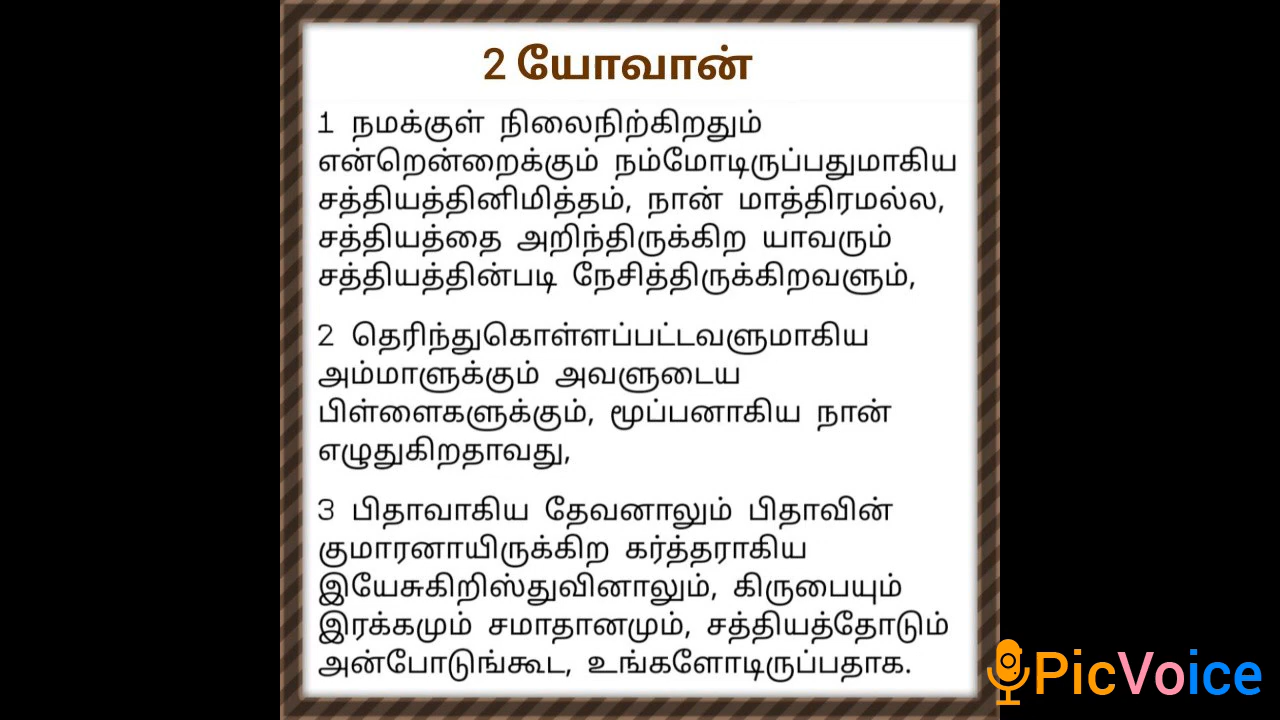 2 யோவான்
1 நமக்குள் நிலைநிற்கிறதும்
என்றென்றைக்கும் நம்மோடிருப்பதுமாகிய
சத்தியத்தினிமித்தம், நான் மாத்திரமல்ல,
சத்தியத்தை அறிந்திருக்கிற யாவரும்
சத்தியத்தின்படி நேசித்திருக்கிறவளும்,
2 தெரிந்துகொள்ளப்பட்டவளுமாகிய
அம்மாளுக்கும் அவளுடைய
பிள்ளைகளுக்கும், மூப்பனாகிய நான்
எழுதுகிறதாவது,
3 பிதாவாகிய தேவனாலும் பிதாவின்
குமாரனாயிருக்கிற கர்த்தராகிய
இயேசுகிறிஸ்துவினாலும், கிருபையும்
இரக்கமும் சமாதானமும், சத்தியத்தோடும்
அன்போடுங்கூட, உங்களோடிருப்பதாக.
PicVoice